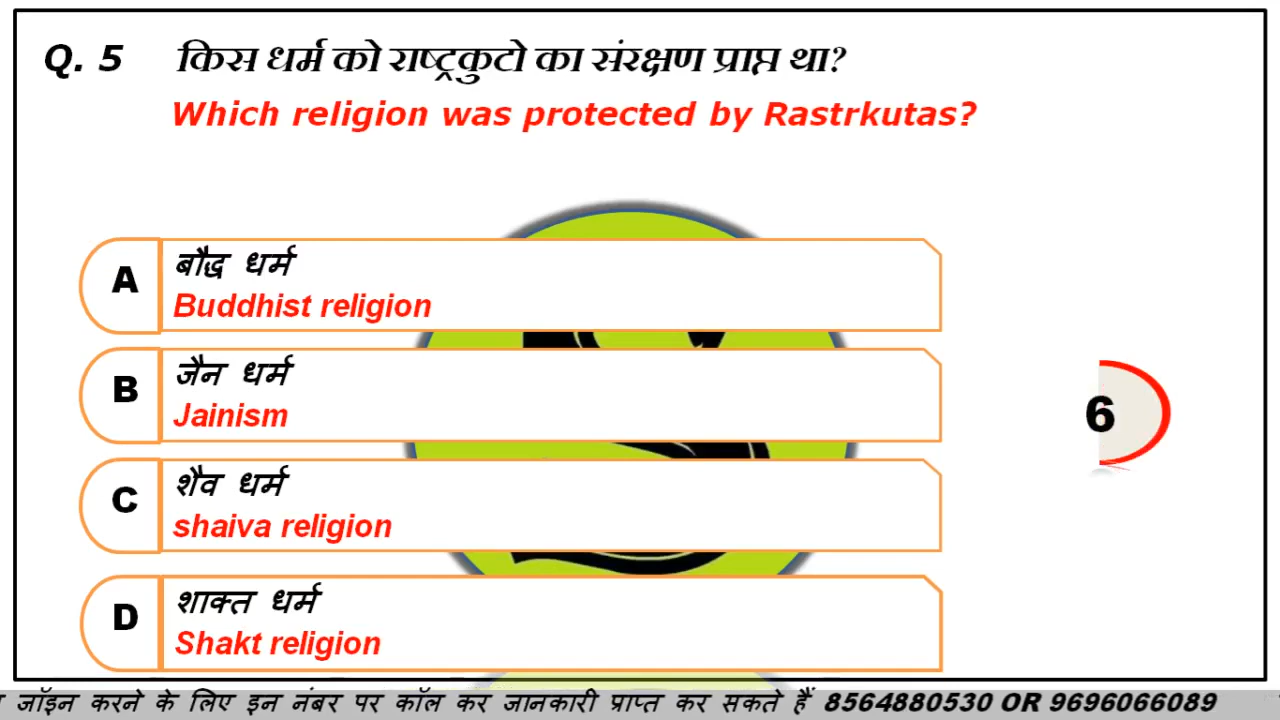 Q. 5 किस धर्म को राष्ट्रकुटो का संरक्षण प्राप्त था?
Which religion was protected by Rastrkutas?
A
बौद्ध धर्म
Buddhist religion
B
जैन धर्म
Jainism
6
C
शैव धर्म
shaiva religion
D
शाक्त धर्म
Shakt religion
जॉइन करने के लिए इन नंबर पर कॉल कर जानकारी प्राप्त कर सकते हैं 8564880530 OR 9696066089